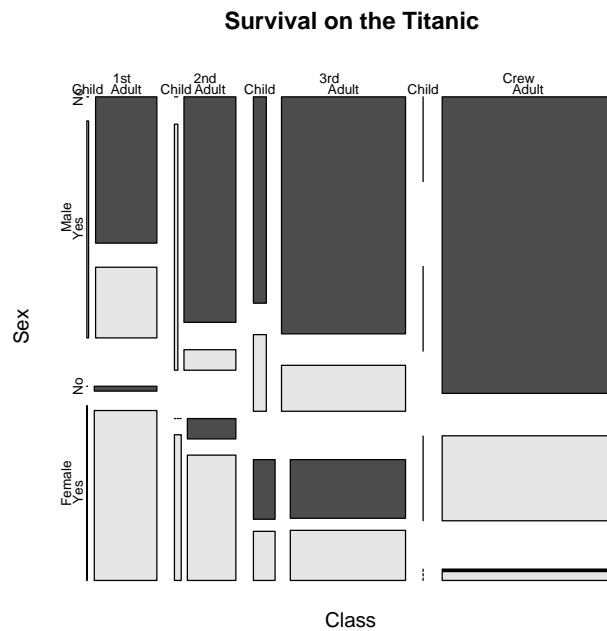 Survival on the Titanic
1st 2nd 3rd Crew
Child Adult Child Adult Child Adult Child Adult
No
Male
Yes
No
Female
Yes
Sex
Class